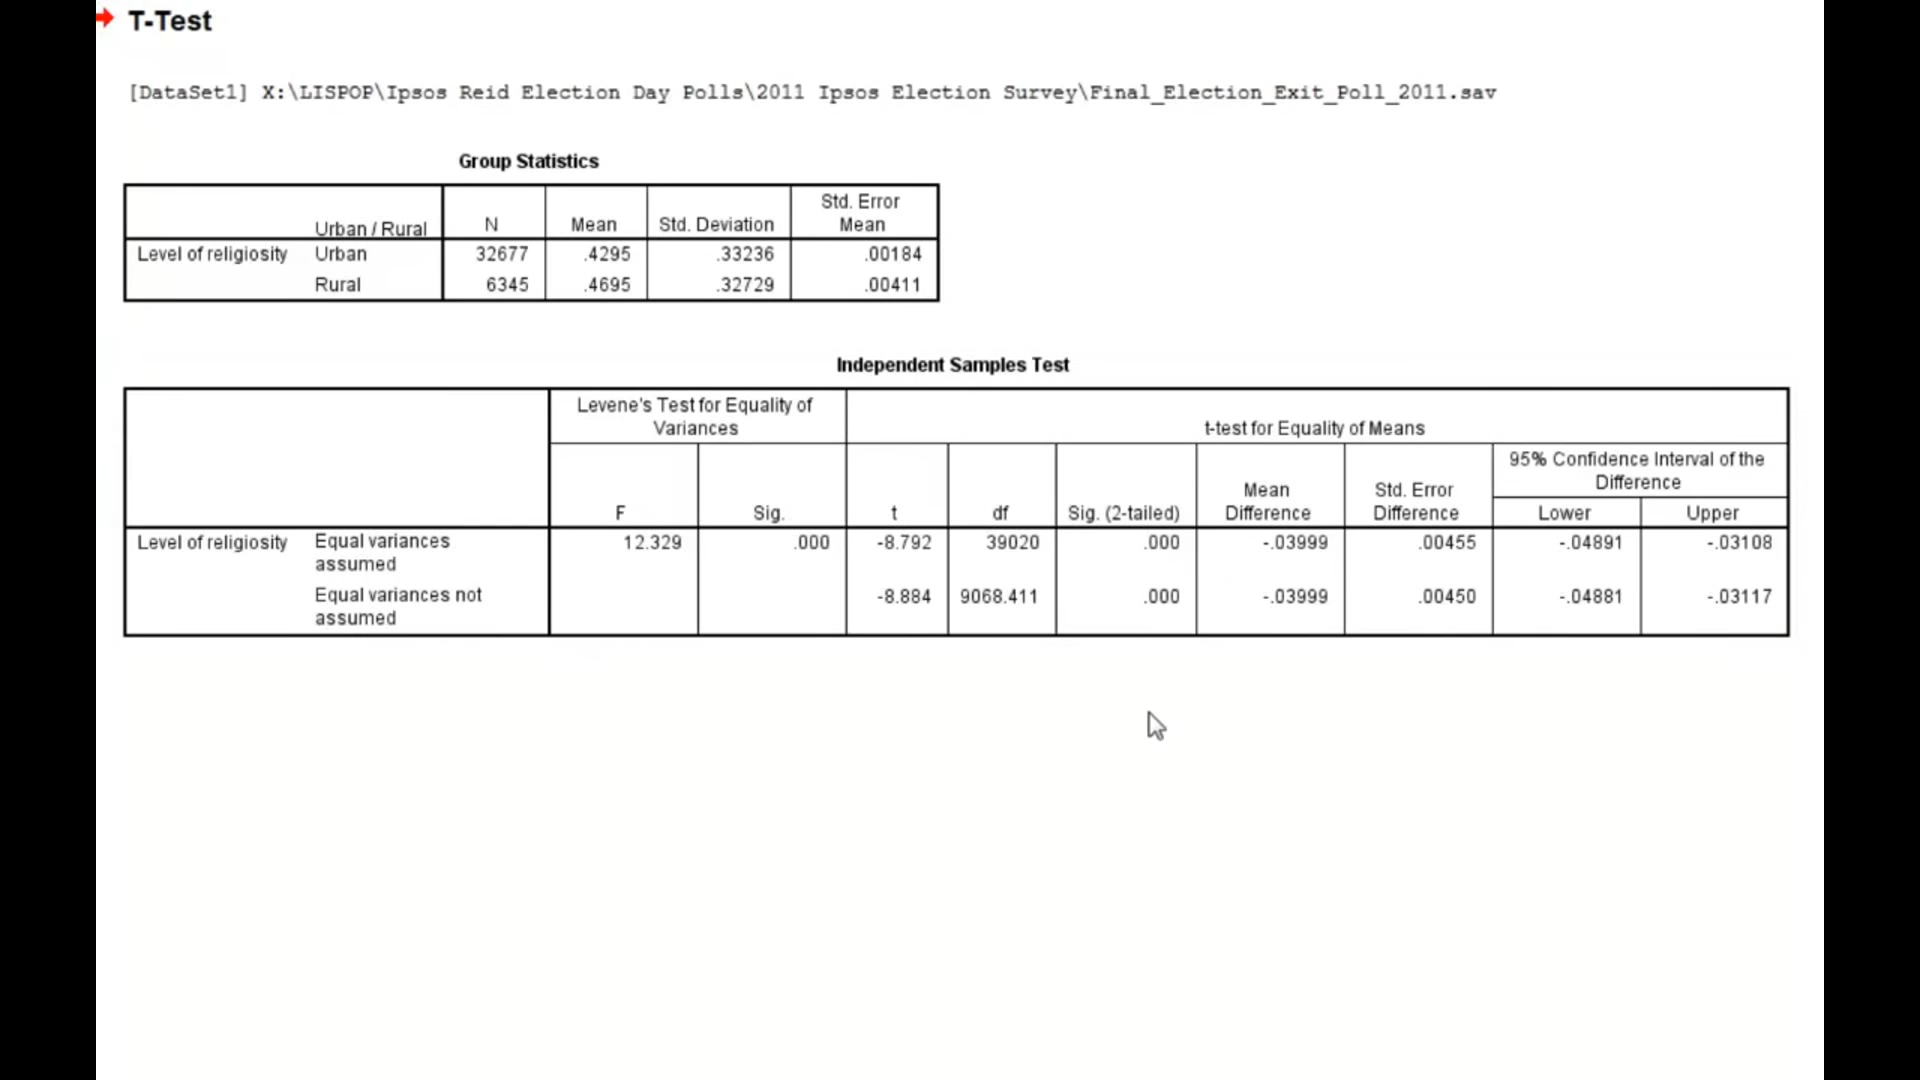 T-Test
[DataSet1] X:\LISPOP\Ipsos Reid Election Day Polls\2011 Ipsos Election Survey\Final_Election_Exit_Poll_2011.sav
Group Statistics
Urban / Rural N Mean Std. Deviation Std. Error Mean
Level of religiosity Urban 32677 .4295 .33236 .00184
Rural 6345 .4695 .32729 .00411
Independent Samples Test
Levene's Test for Equality of Variances t-test for Equality of Means
95% Confidence Interval of the Difference
F Sig. t df Sig. (2-tailed) Mean Difference Std. Error Difference Lower Upper
Level of religiosity Equal variances assumed 12.329 .000 -8.792 39020 .000 -.03999 .00455 -.04891 -.03108
Equal variances not assumed -8.884 9068.411 .000 -.03999 .00450 -.04881 -.03117